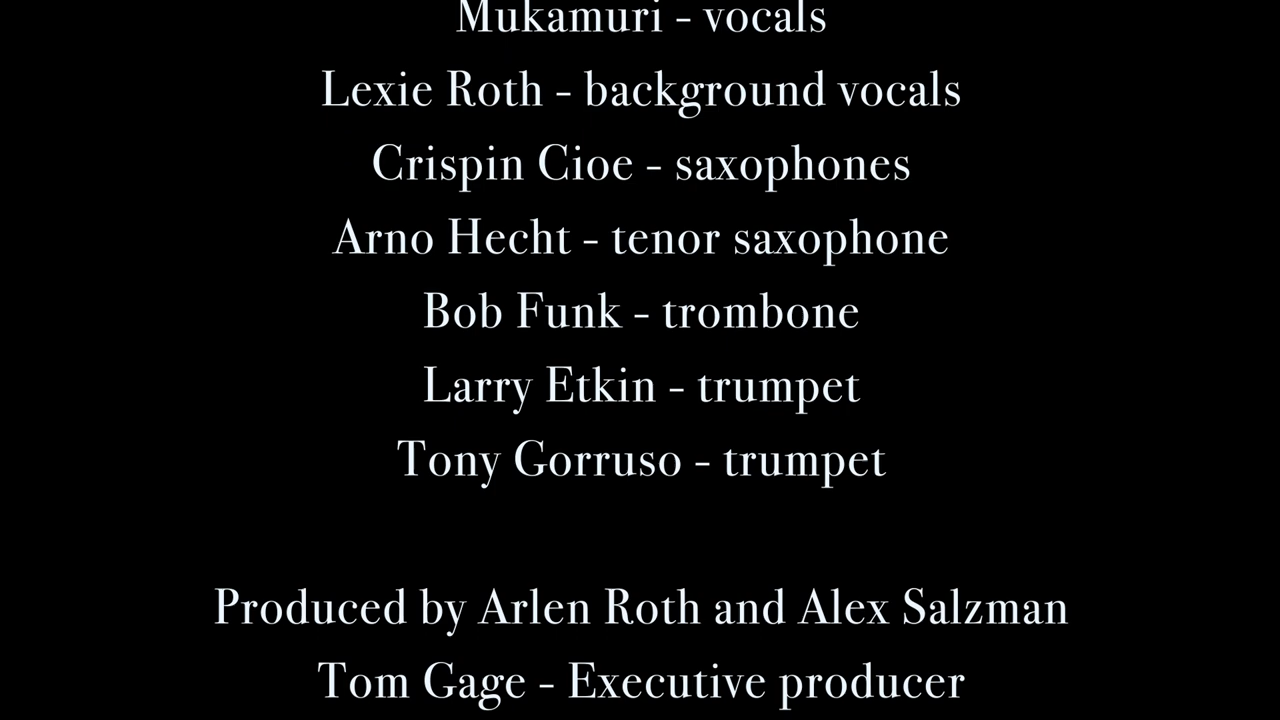 Mukamuri - vocals
Lexie Roth - background vocals
Crispin Cioe - saxophones
Arno Hecht - tenor saxophone
Bob Funk - trombone
Larry Etkin - trumpet
Tony Gorruso - trumpet
Produced by Arlen Roth and Alex Salzman
Tom Gage - Executive producer